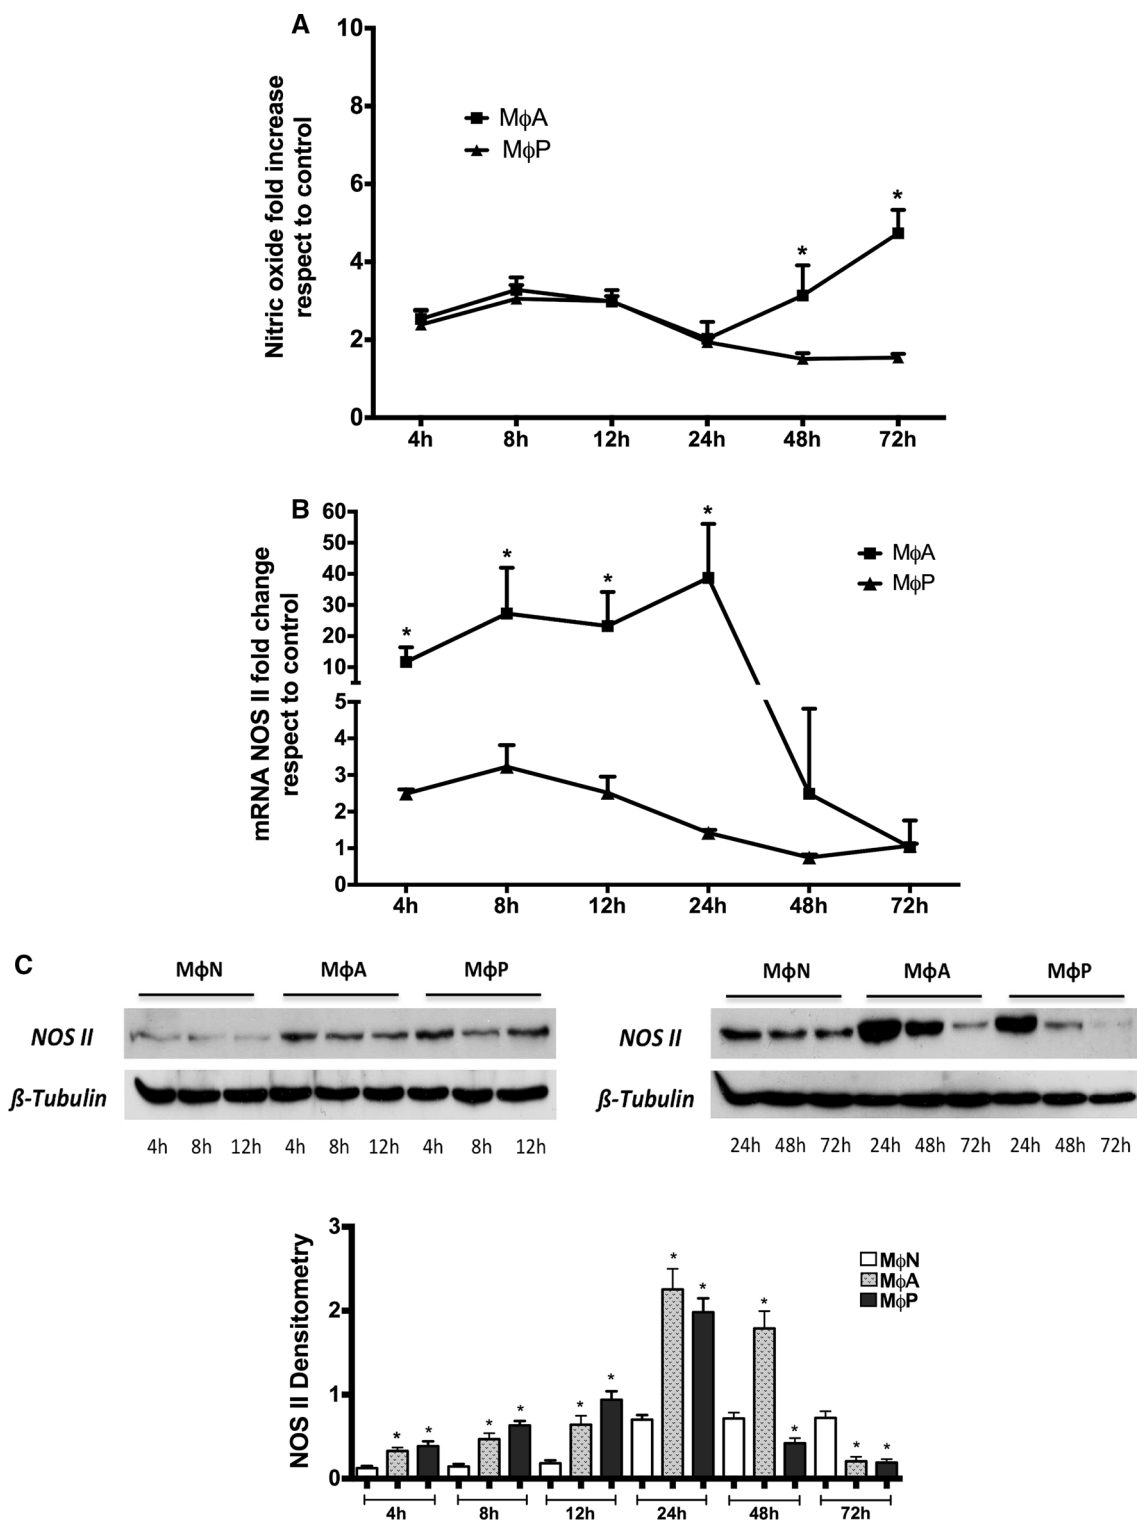 A
10
8
6
4
2
0
Nitric oxide fold increase
respect to control
MϕA
MϕP
*
*
4h 8h 12h 24h 48h 72h
B
60
50
40
30
20
10
5
4
3
2
1
0
mRNA NOS II fold change
respect to control
* * * *
MϕA
MϕP
4h 8h 12h 24h 48h 72h
C
MϕN MϕA MϕP
NOS II
ß-Tubulin
4h 8h 12h 4h 8h 12h 4h 8h 12h
MϕN MϕA MϕP
NOS II
ß-Tubulin
24h 48h 72h 24h 48h 72h 24h 48h 72h
3
2
1
0
NOS II Densitometry
MϕN
MϕA
MϕP
* * * * * * * * * * * *
4h 8h 12h 24h 48h 72h